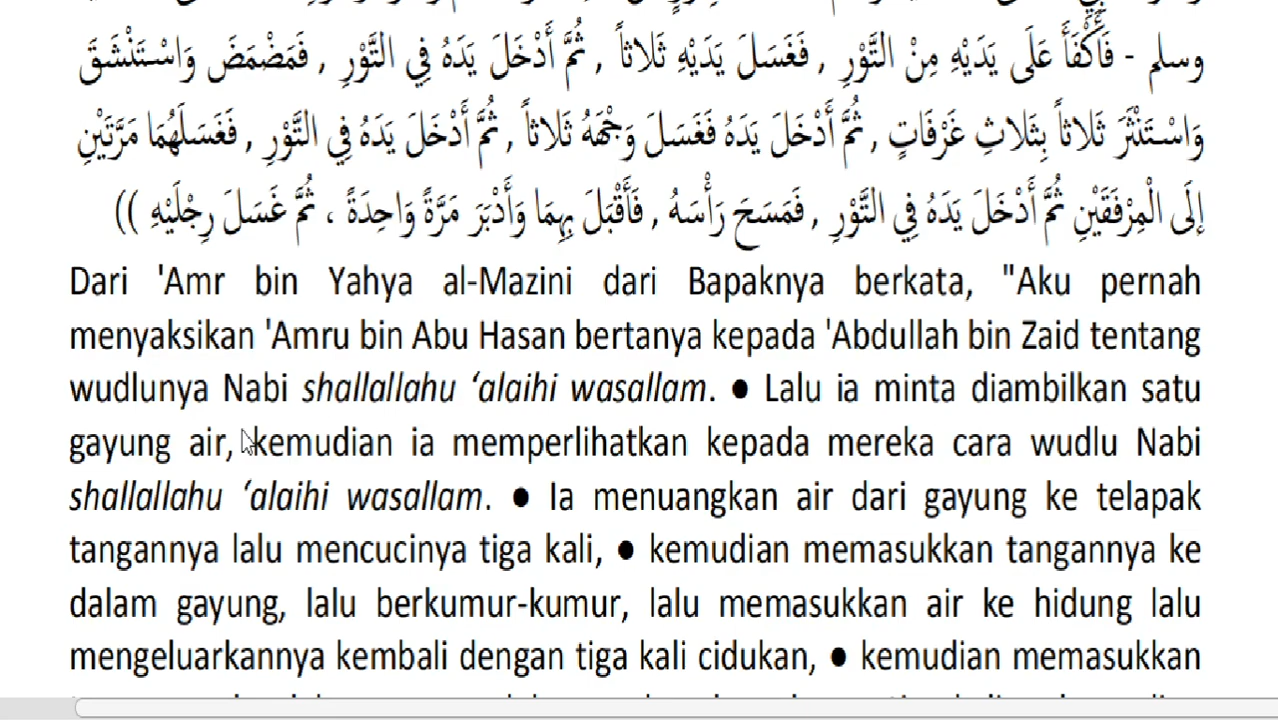 وسلم - فَأَكْفَأَ عَلَى يَدَيْهِ مِنْ التَّوْرِ , فَغَسَلَ يَدَيْهِ ثَلاثاً , ثُمَّ أَدْخَلَ يَدَهُ فِي التَّوْرِ , فَمَضْمَضَ وَاسْتَنْشَقَ
وَاسْتَنْثَرَ ثَلاثاً بِثَلاثِ غَرْفَاتٍ , ثُمَّ أَدْخَلَ يَدَهُ فَغَسَلَ وَجْهَهُ ثَلاثاً , ثُمَّ أَدْخَلَ يَدَهُ فِي التَّوْرِ , فَغَسَلَهُمَا مَرَّتَيْنِ
إلَى الْمِرْفَقَيْنِ ثُمَّ أَدْخَلَ يَدَهُ فِي التَّوْرِ , فَمَسَحَ رَأْسَهُ , فَأَقْبَلَ بِهِمَا وَأَدْبَرَ مَرَّةً وَاحِدَةً ، ثُمَّ غَسَلَ رِجْلَيْهِ ))
Dari 'Amr bin Yahya al-Mazini dari Bapaknya berkata, "Aku pernah
menyaksikan 'Amru bin Abu Hasan bertanya kepada 'Abdullah bin Zaid tentang
wudlunya Nabi shallallahu ‘alaihi wasallam. ● Lalu ia minta diambilkan satu
gayung air, kemudian ia memperlihatkan kepada mereka cara wudlu Nabi
shallallahu ‘alaihi wasallam. ● Ia menuangkan air dari gayung ke telapak
tangannya lalu mencucinya tiga kali, ● kemudian memasukkan tangannya ke
dalam gayung, lalu berkumur-kumur, lalu memasukkan air ke hidung lalu
mengeluarkannya kembali dengan tiga kali cidukan, ● kemudian memasukkan